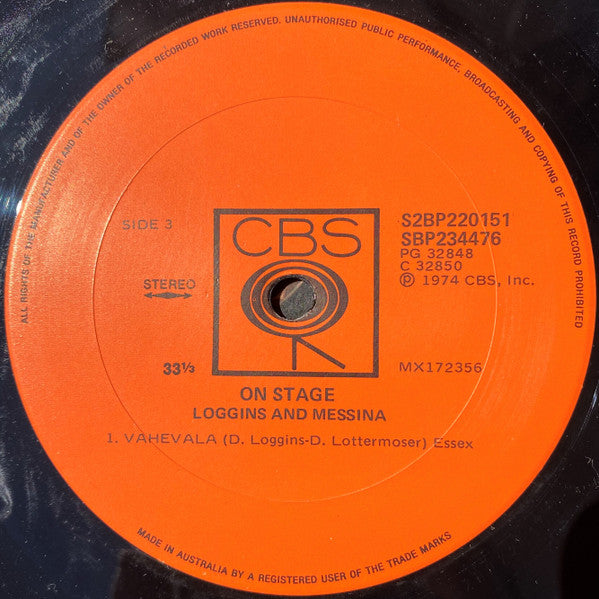 ALL RIGHTS OF THE MANUFACTURER AND OF THE OWNER OF THE RECORDED WORK RESERVED. UNAUTHORISED PUBLIC PERFORMANCE, BROADCASTING AND COPYING OF THIS RECORD PROHIBITED
SIDE 3
CBS
S2BP220151
SBP234476
PG 32848
C 32850
℗ 1974 CBS, Inc.
STEREO
33⅓
MX172356
ON STAGE
LOGGINS AND MESSINA
1. VAHEVALA (D. Loggins-D. Lottermoser) Essex
MADE IN AUSTRALIA BY A REGISTERED USER OF THE TRADE MARKS